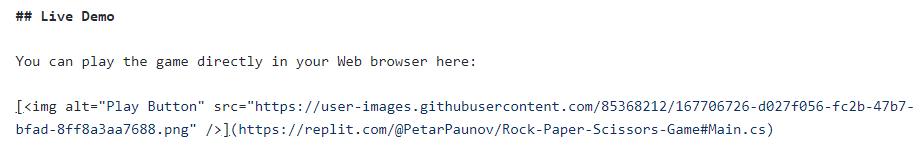 ## Live Demo
You can play the game directly in your Web browser here:
[<img alt="Play Button" src="https://user-images.githubusercontent.com/85368212/167706726-d027f056-fc2b-47b7-
bfad-8ff8a3aa7688.png" />](https://replit.com/@PetarPaunov/Rock-Paper-Scissors-Game#Main.cs)